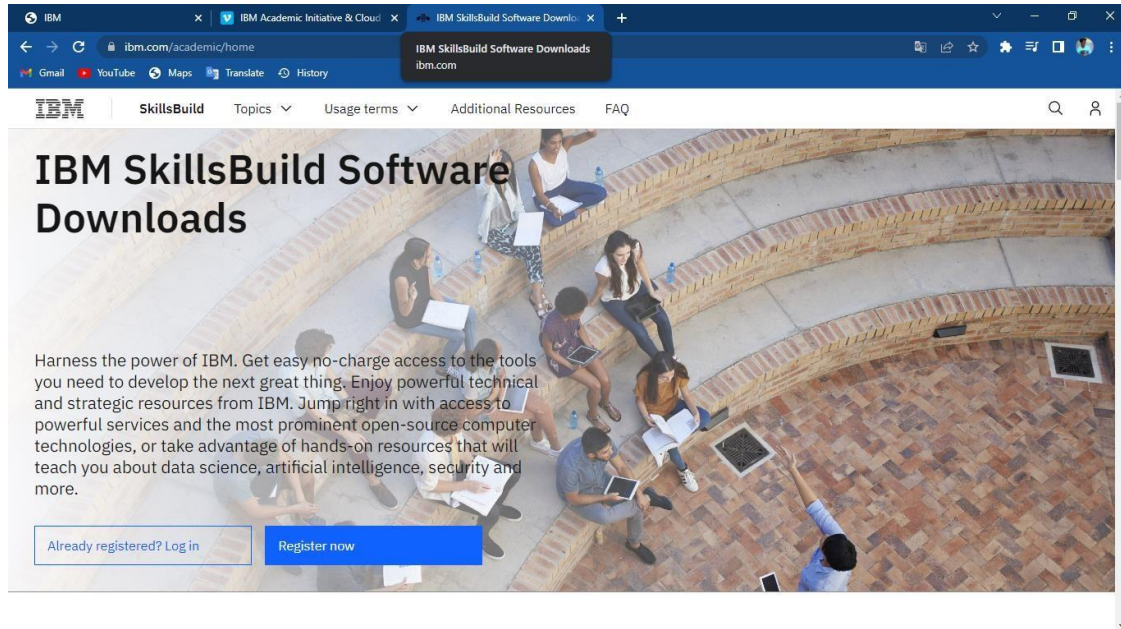 IBM
IBM Academic Initiative & Cloud
IBM SkillsBuild Software Downlo
ibm.com/academic/home
IBM SkillsBuild Software Downloads
ibm.com
Gmail
YouTube
Maps
Translate
History
IBM
SkillsBuild
Topics
Usage terms
Additional Resources
FAQ
IBM SkillsBuild Software
Downloads
Harness the power of IBM. Get easy no-charge access to the tools
you need to develop the next great thing. Enjoy powerful technical
and strategic resources from IBM. Jump right in with access to
powerful services and the most prominent open-source computer
technologies, or take advantage of hands-on resources that will
teach you about data science, artificial intelligence, security and
more.
Already registered? Log in
Register now